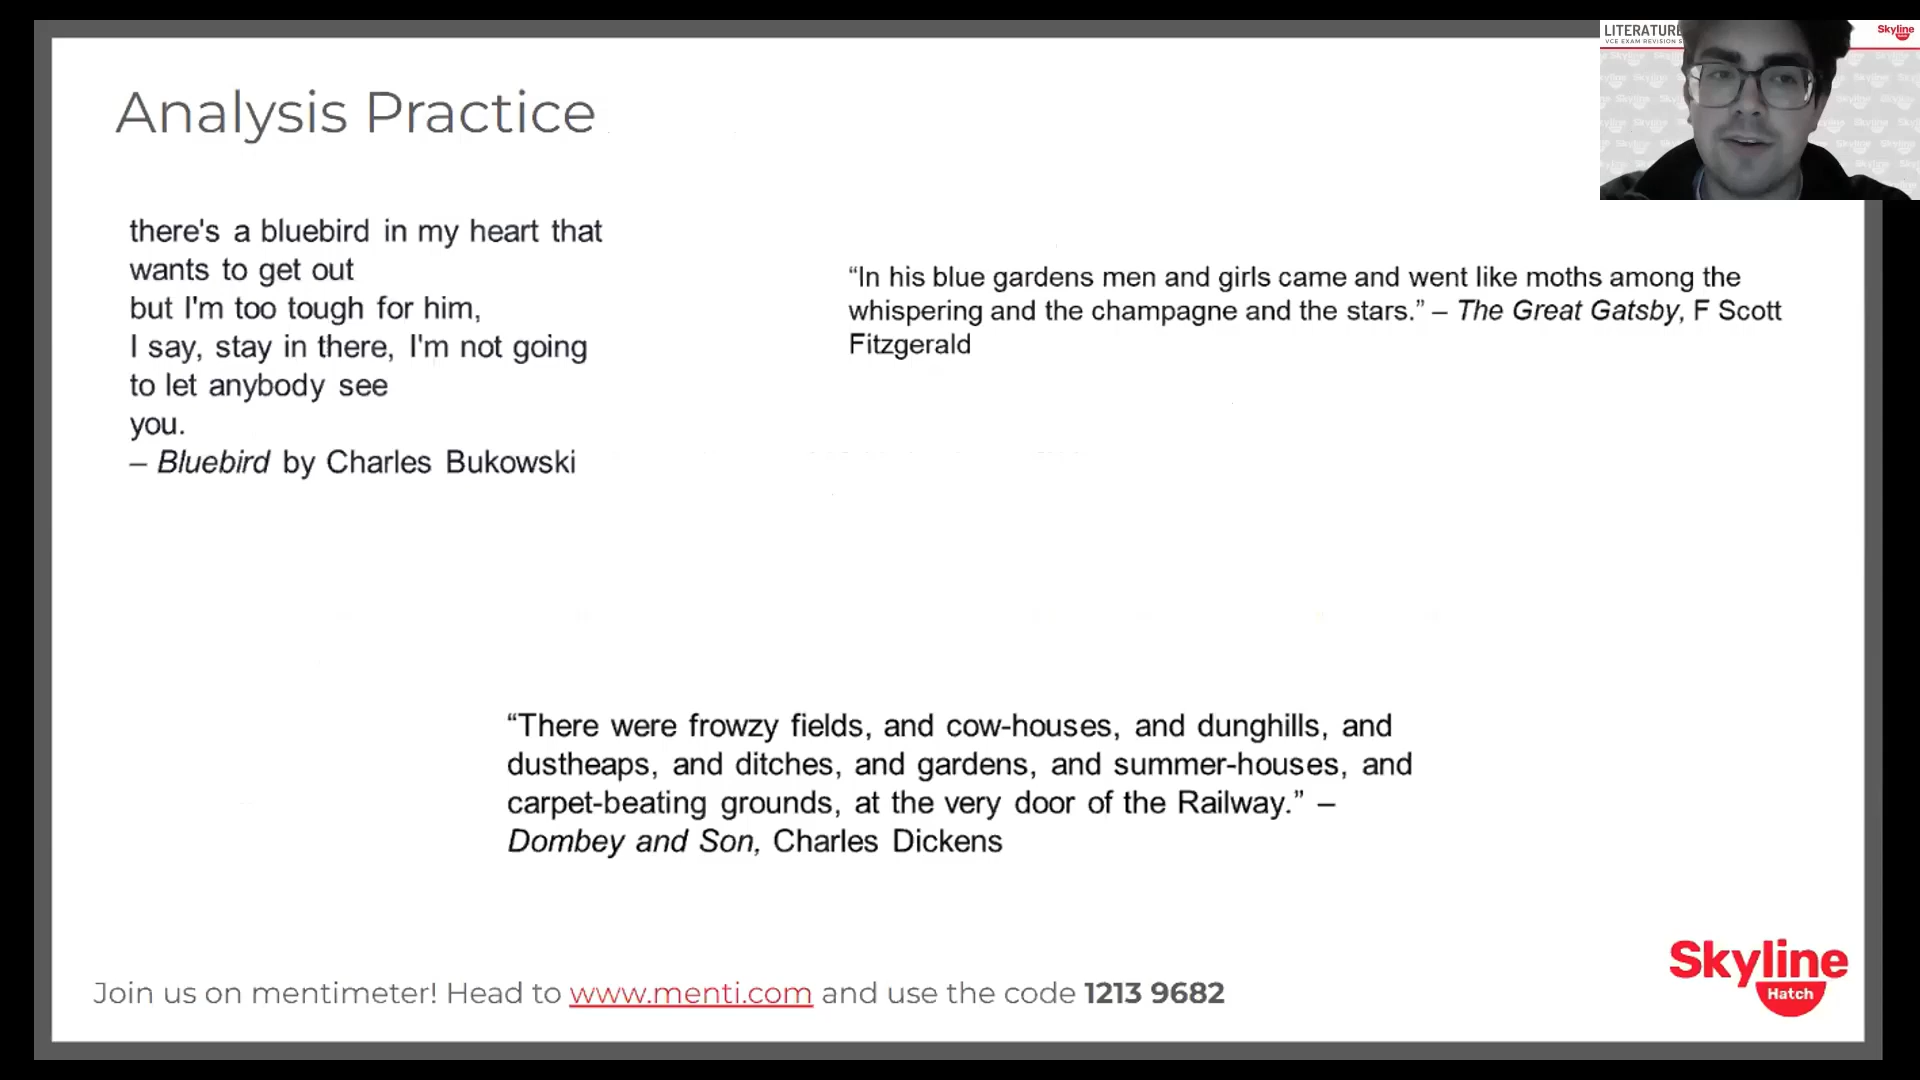 LITERATURE
VCE EXAM REVISION
Skyline
Analysis Practice
there's a bluebird in my heart that
wants to get out
but I'm too tough for him,
I say, stay in there, I'm not going
to let anybody see
you.
– Bluebird by Charles Bukowski
“In his blue gardens men and girls came and went like moths among the
whispering and the champagne and the stars.” – The Great Gatsby, F Scott
Fitzgerald
“There were frowzy fields, and cow-houses, and dunghills, and
dustheaps, and ditches, and gardens, and summer-houses, and
carpet-beating grounds, at the very door of the Railway.” –
Dombey and Son, Charles Dickens
Join us on mentimeter! Head to www.menti.com and use the code 1213 9682
Skyline
Hatch